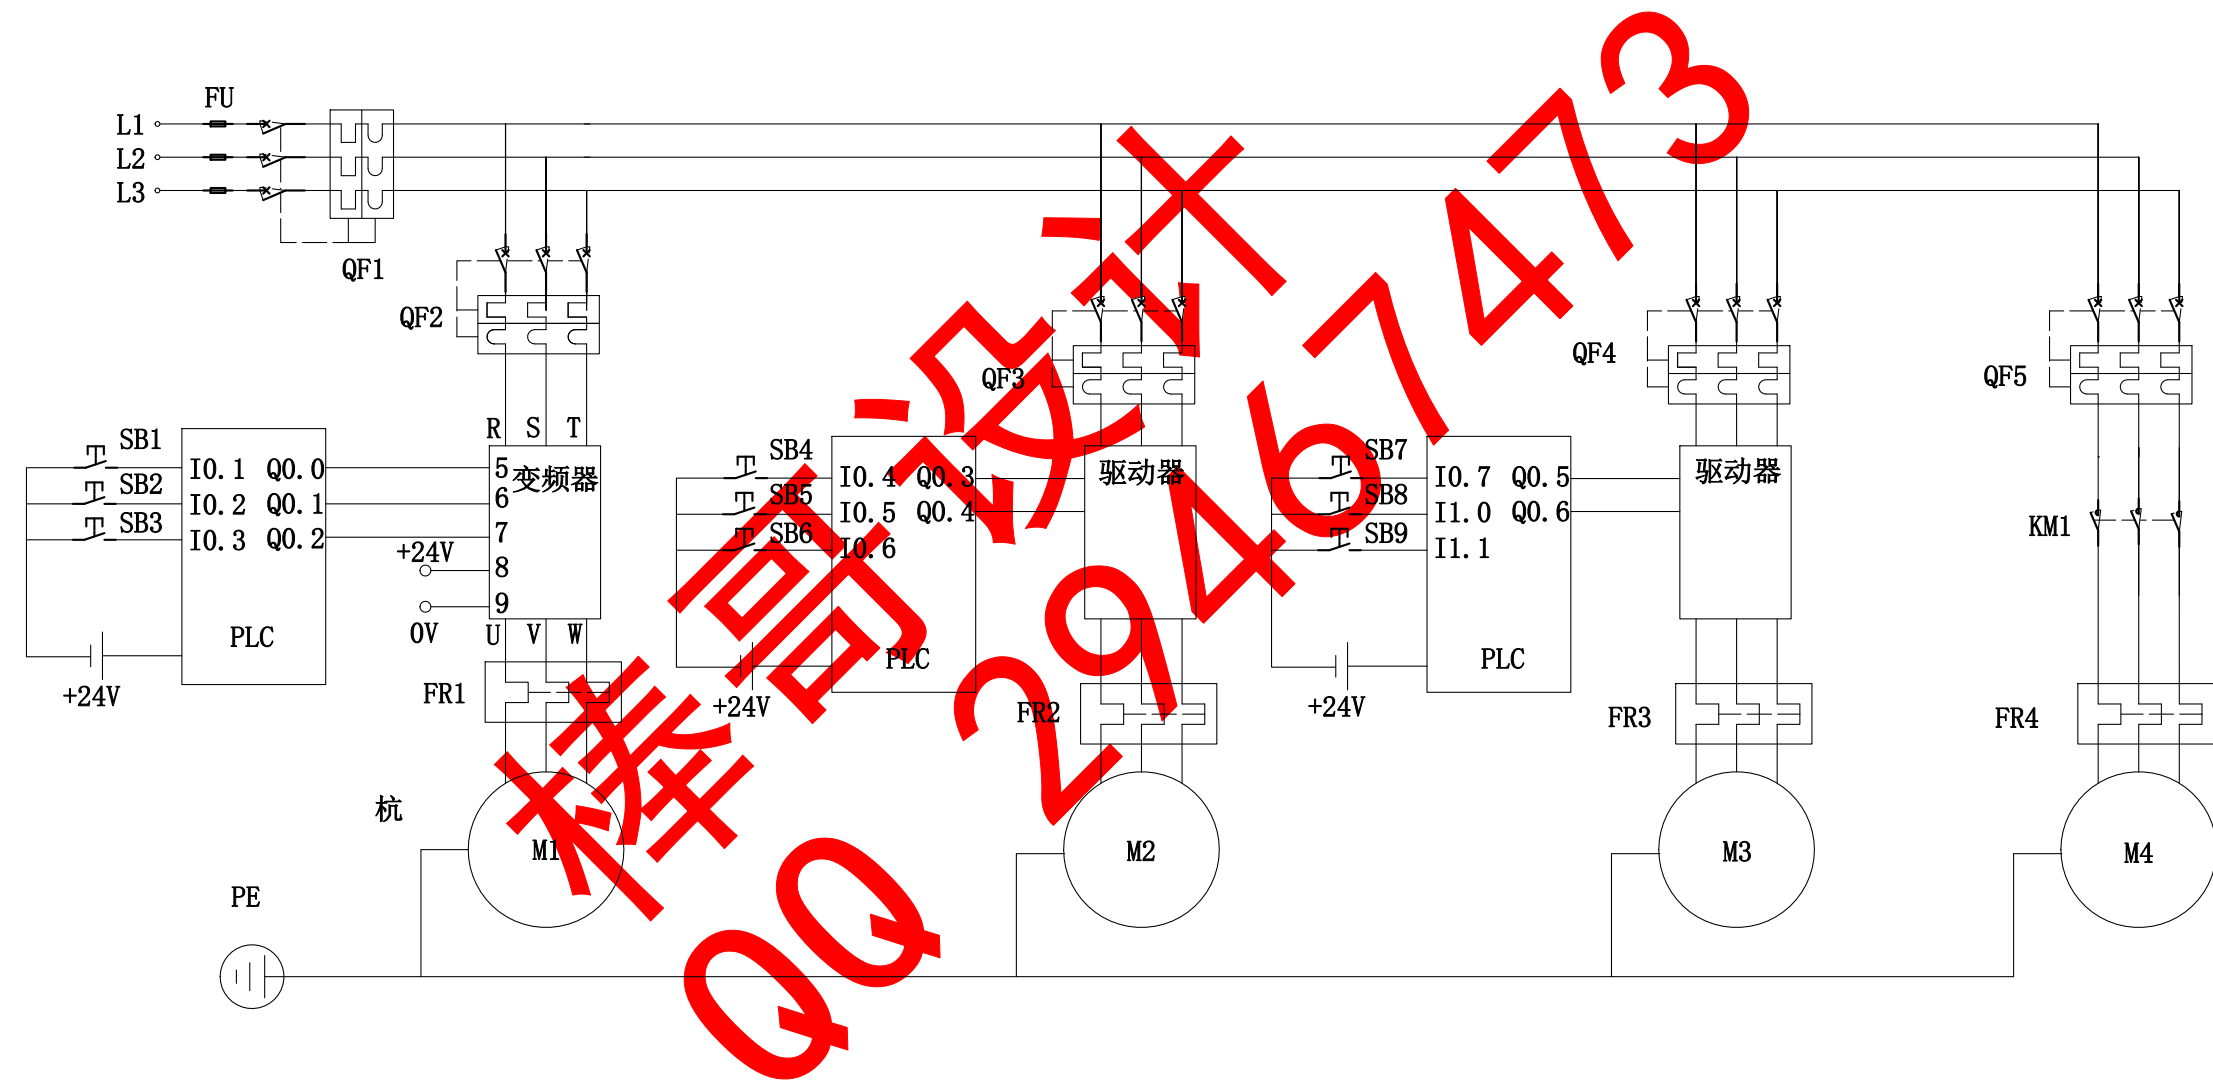 FU
L1
L2
L3
QF1
QF2
QF3
QF4
QF5
R S T
变频器
5
6
7
8
9
U V W
SB1
SB2
SB3
I0.1 Q0.0
I0.2 Q0.1
I0.3 Q0.2
PLC
+24V
+24V
0V
FR1
SB4
SB5
SB6
I0.4 Q0.3
I0.5 Q0.4
I0.6
PLC
+24V
驱动器
FR2
SB7
SB8
SB9
I0.7 Q0.5
I1.0 Q0.6
I1.1
PLC
+24V
驱动器
FR3
KM1
FR4
杭
M1
M2
M3
M4
PE
棒哥设计
QQ 29467473